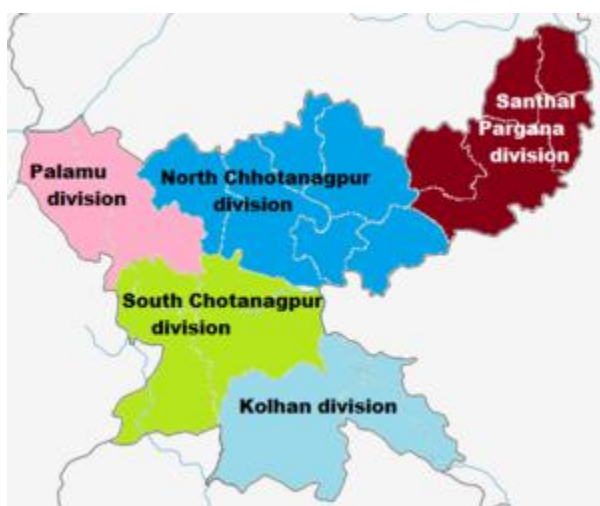 Santhal
Pargana
division
Palamu
division
North Chhotanagpur
division
South Chotanagpur
division
Kolhan division